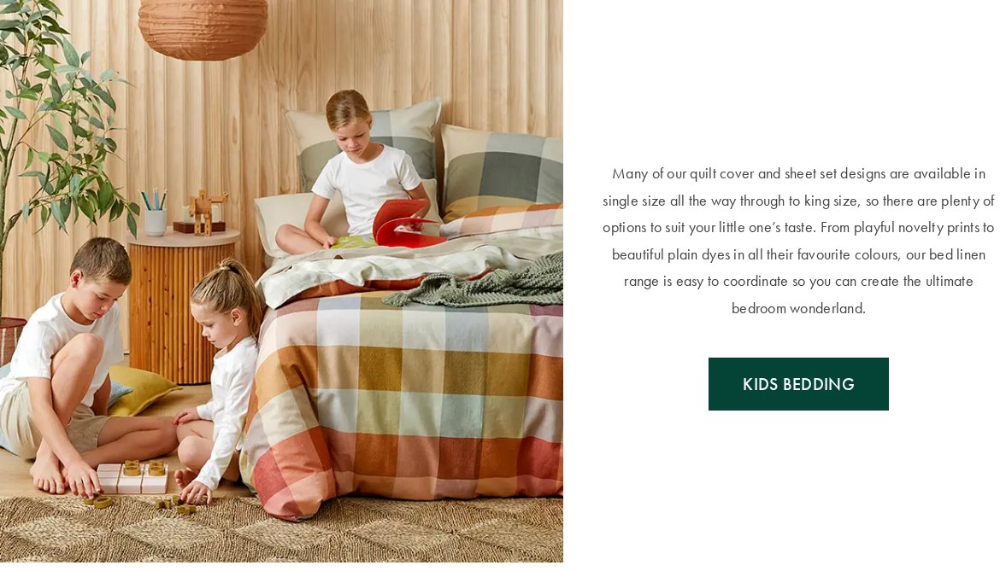 Many of our quilt cover and sheet set designs are available in
single size all the way through to king size, so there are plenty of
options to suit your little one’s taste. From playful novelty prints to
beautiful plain dyes in all their favourite colours, our bed linen
range is easy to coordinate so you can create the ultimate
bedroom wonderland.
KIDS BEDDING